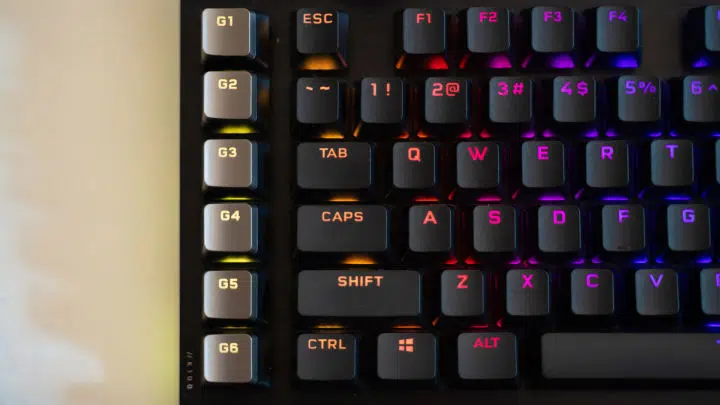 G1 ESC F1 F2 F3 F4
G2 ~ ~ 1 ! 2@ 3# 4$ 5% 6^
G3 TAB Q W E R T
G4 CAPS A S D F G
G5 SHIFT Z X C V
G6 CTRL ALT
//K100